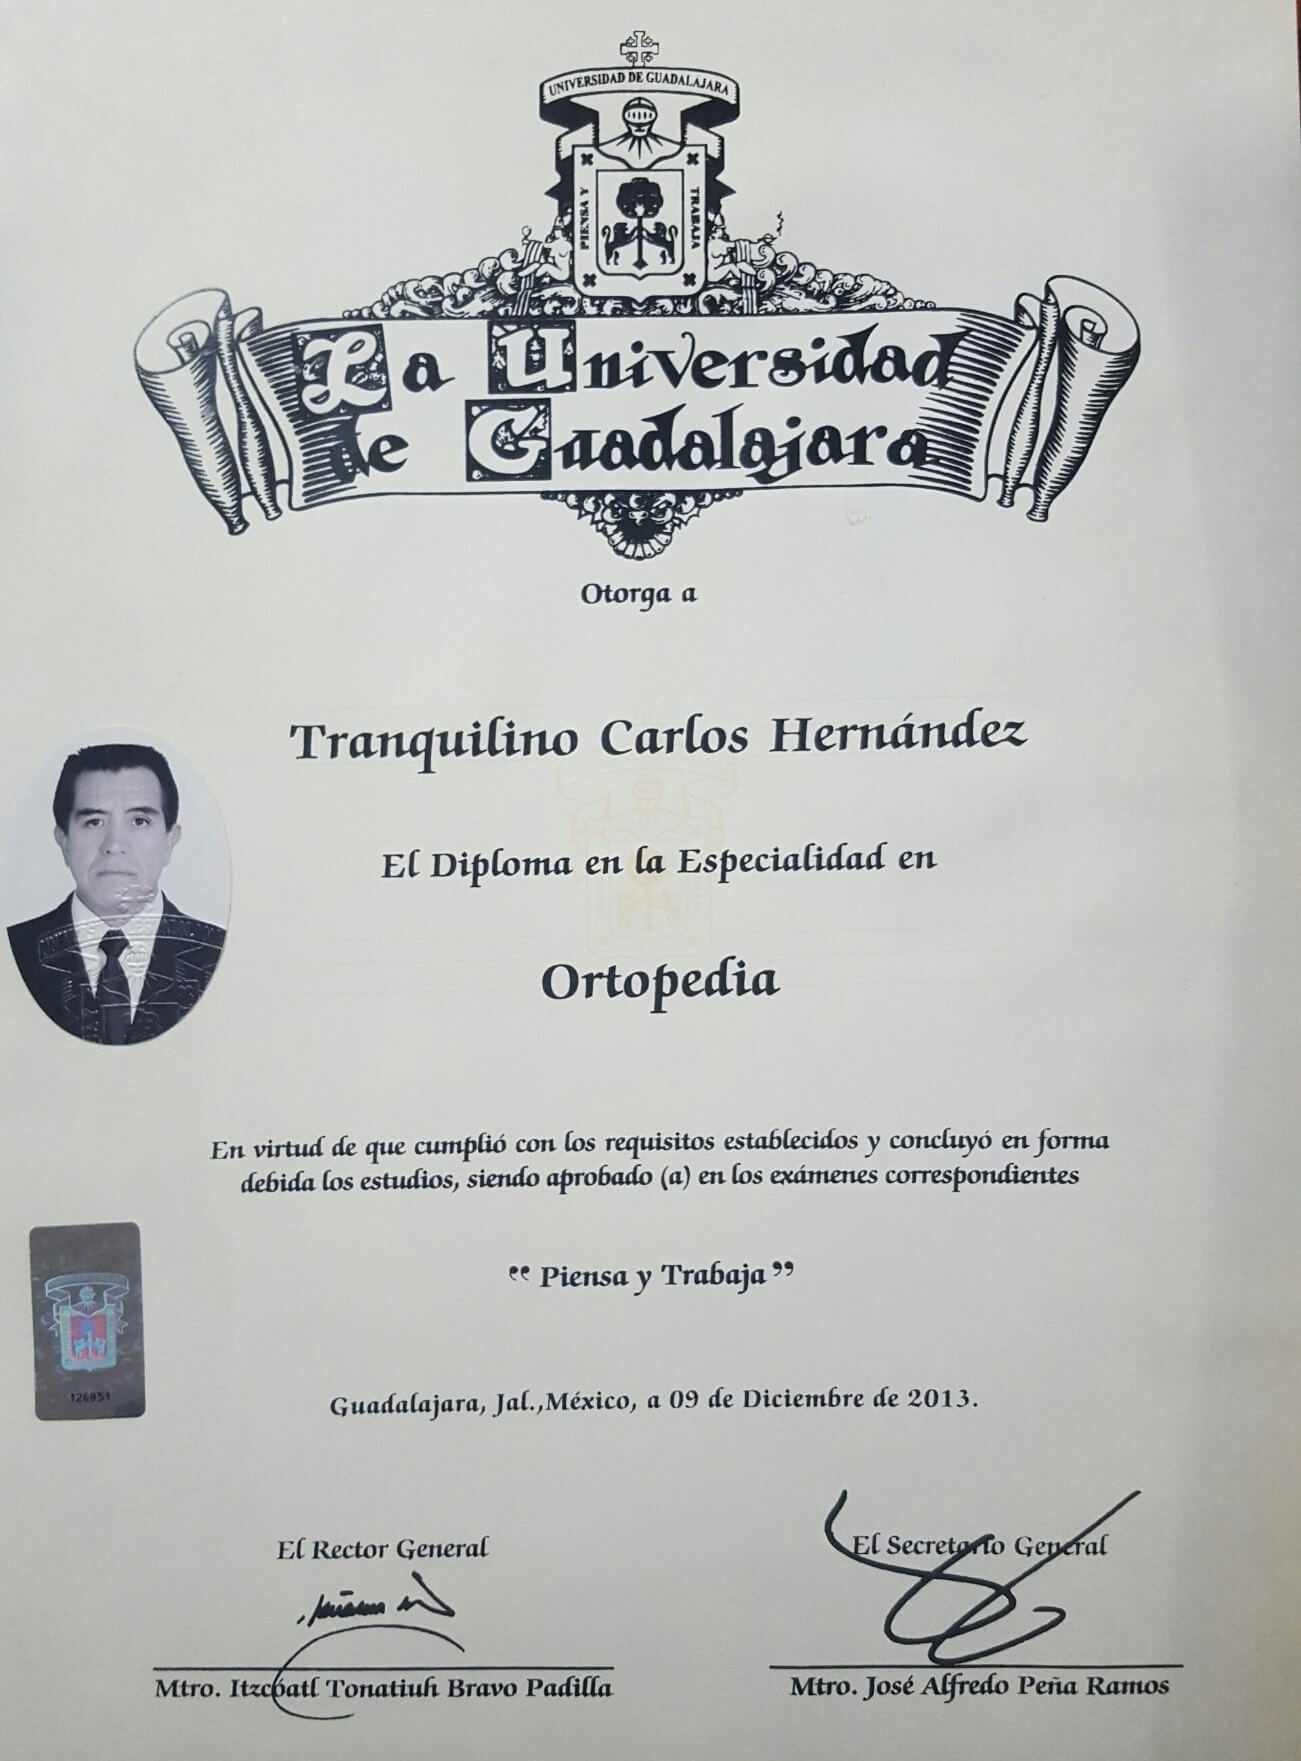 UNIVERSIDAD DE GUADALAJARA
PIENSA Y
TRABAJA
La Universidad
de Guadalajara
Otorga a
Tranquilino Carlos Hernández
El Diploma en la Especialidad en
Ortopedia
En virtud de que cumplió con los requisitos establecidos y concluyó en forma
debida los estudios, siendo aprobado (a) en los exámenes correspondientes
“ Piensa y Trabaja ”
126851
Guadalajara, Jal.,México, a 09 de Diciembre de 2013.
El Rector General
El Secretario General
Mtro. Itzcóatl Tonatiuh Bravo Padilla
Mtro. José Alfredo Peña Ramos